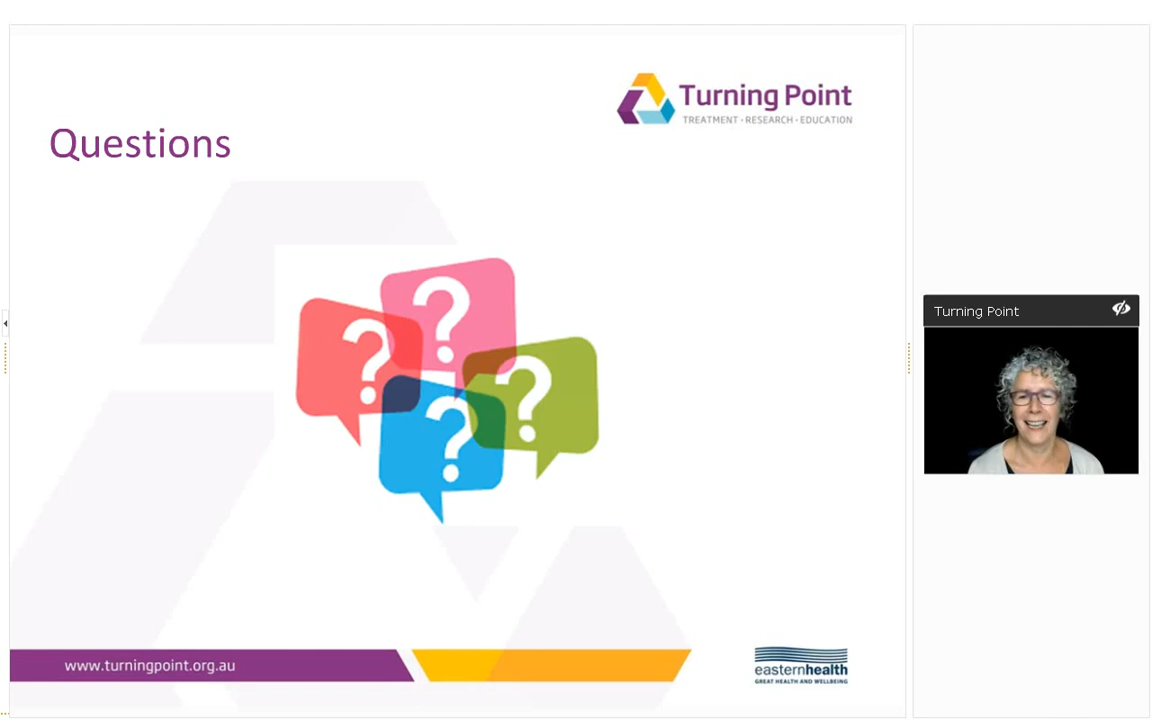 Turning Point
TREATMENT • RESEARCH • EDUCATION
Questions
?
?
?
?
Turning Point
www.turningpoint.org.au
easternhealth
GREAT HEALTH AND WELLBEING